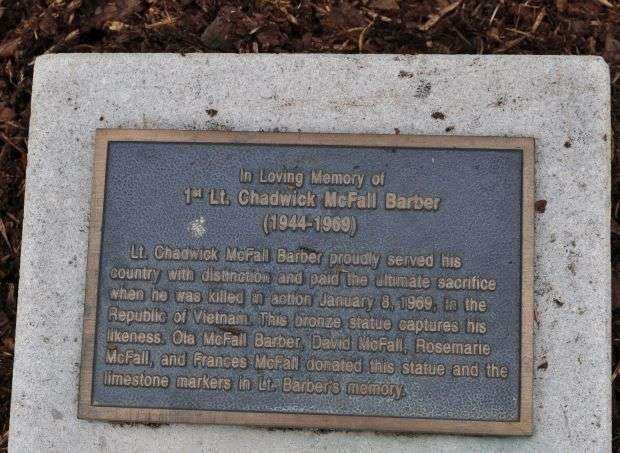 In Loving Memory of
1st Lt. Chadwick McFall Barber
(1944-1969)
Lt. Chadwick McFall Barber proudly served his
country with distinction and paid the ultimate sacrifice
when he was killed in action January 8, 1969, in the
Republic of Vietnam. This bronze statue captures his
likeness. Ota McFall Barber, David McFall, Rosemarie
McFall, and Frances McFall donated this statue and the
limestone markers in Lt. Barber's memory.